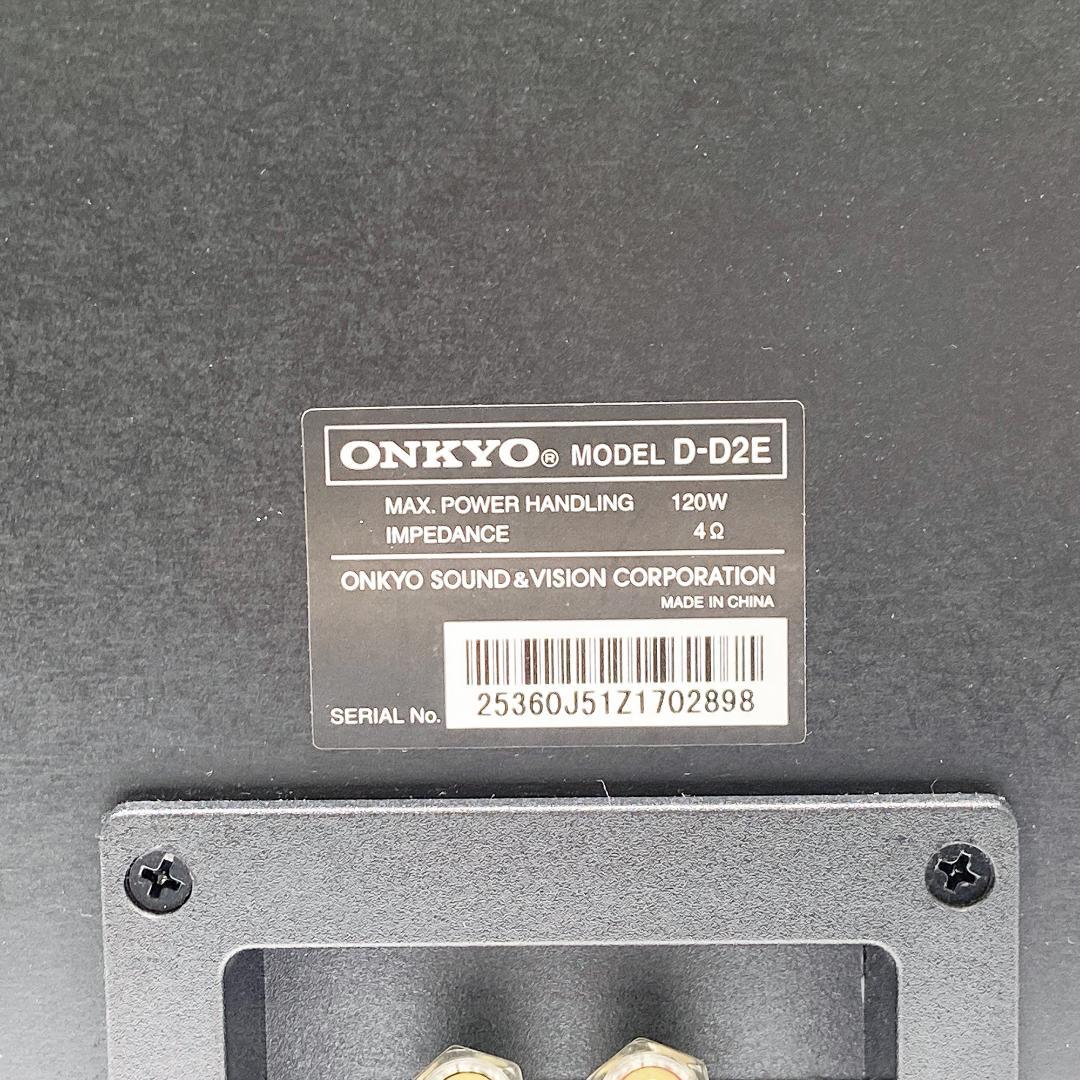 ONKYO® MODEL D-D2E
MAX. POWER HANDLING 120W
IMPEDANCE 4Ω
ONKYO SOUND & VISION CORPORATION
MADE IN CHINA
SERIAL No. 25360J51Z1702898